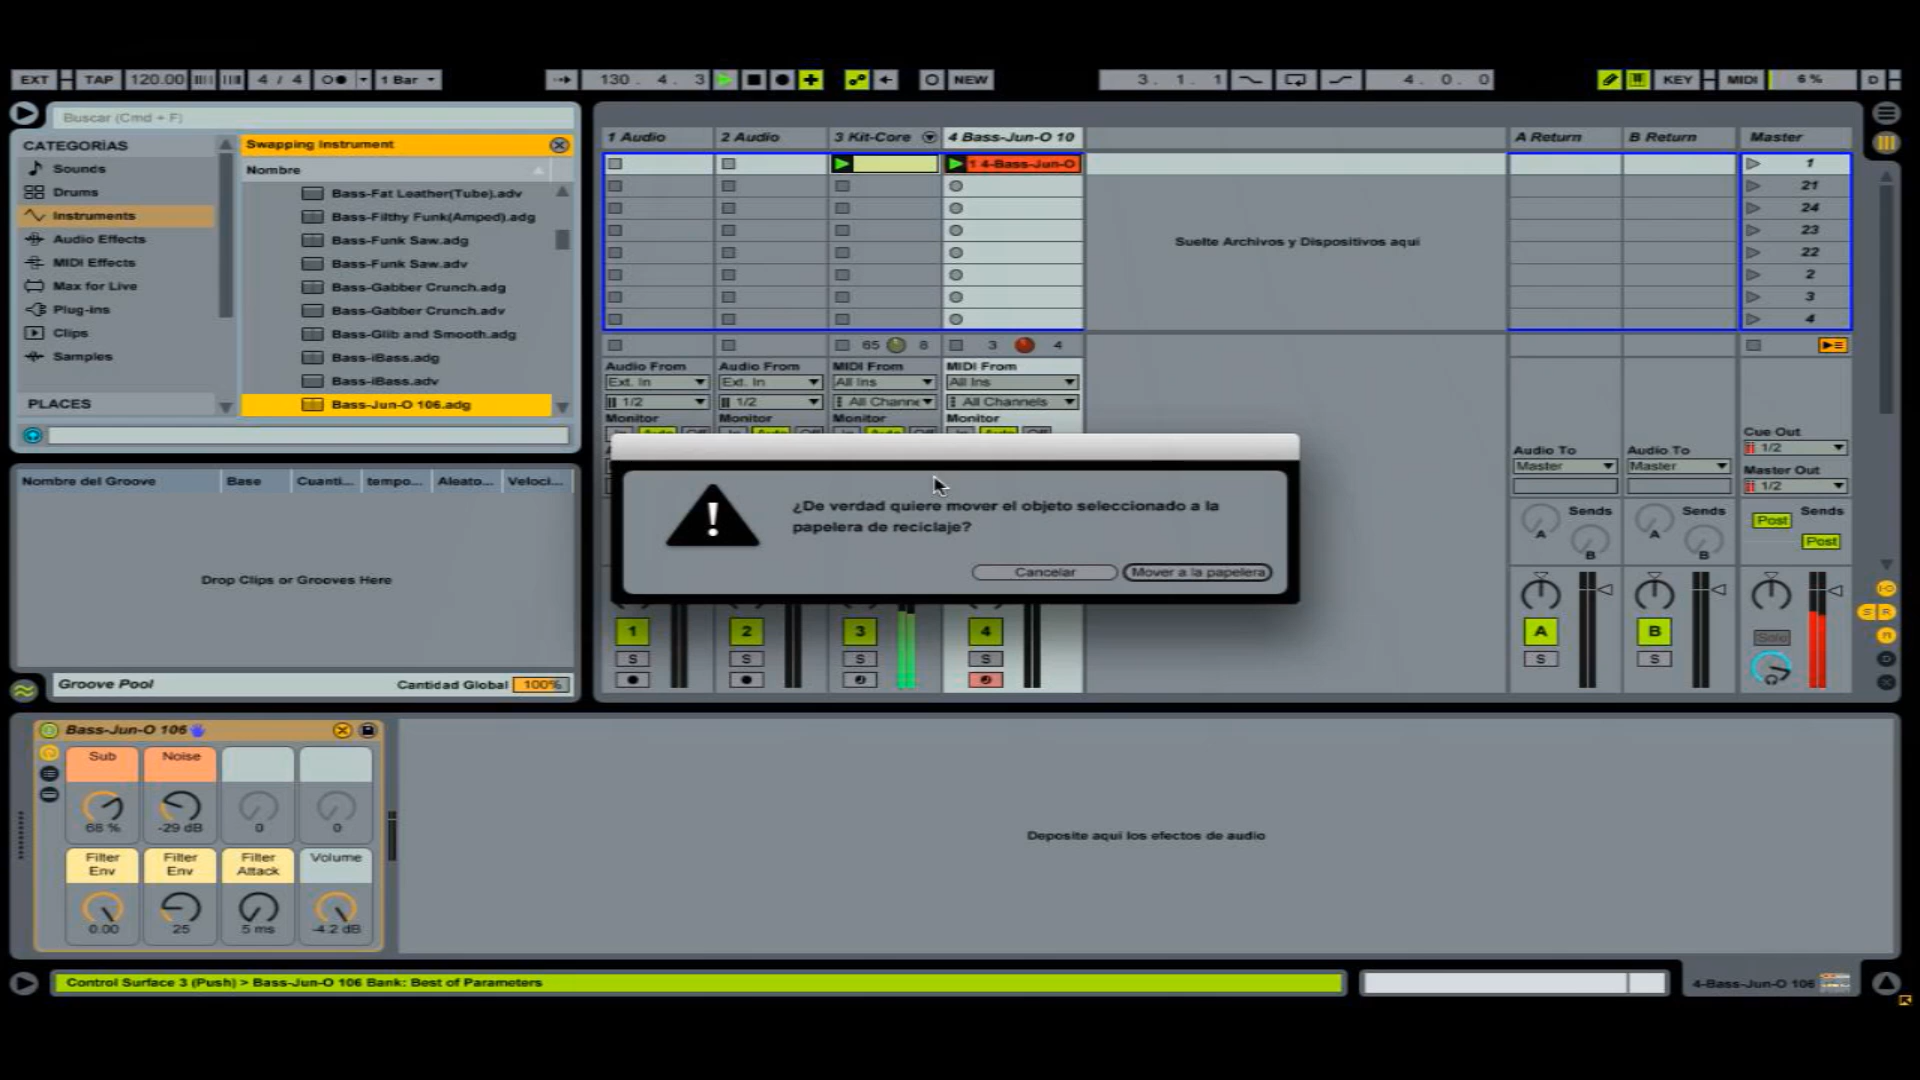 EXT TAP 120.00 4 / 4 1 Bar 130 . 4 . 3 NEW 3 . 1 . 1 4 . 0 . 0 KEY MIDI 6 % D
Buscar (Cmd + F)
CATEGORÍAS
Sounds
Drums
Instruments
Audio Effects
MIDI Effects
Max for Live
Plug-ins
Clips
Samples
PLACES
Swapping Instrument
Nombre
Bass-Fat Leather(Tube).adv
Bass-Filthy Funk(Amped).adg
Bass-Funk Saw.adg
Bass-Funk Saw.adv
Bass-Gabber Crunch.adg
Bass-Gabber Crunch.adv
Bass-Glib and Smooth.adg
Bass-iBass.adg
Bass-iBass.adv
Bass-Jun-O 106.adg
1 Audio 2 Audio 3 Kit-Core 4 Bass-Jun-O 10 A Return B Return Master
1 4-Bass-Jun-O 1
21
24
23
22
2
3
4
Suelte Archivos y Dispositivos aquí
65 8 3 4
Audio From Audio From MIDI From MIDI From
Ext. In Ext. In All Ins All Ins
1/2 1/2 All Channe All Channels
Monitor Monitor Monitor Monitor
Cue Out
1/2
Audio To Audio To Master Out
Master Master 1/2
Sends Sends Sends
A A Post
B B Post
¿De verdad quiere mover el objeto seleccionado a la
papelera de reciclaje?
Cancelar Mover a la papelera
1 2 3 4 A B Solo
S S S S S S
S R
D
X
Nombre del Groove Base Cuanti... tempo... Aleato... Veloci...
Drop Clips or Grooves Here
Groove Pool Cantidad Global 100%
Bass-Jun-O 106
Sub Noise
68 % -29 dB 0 0
Filter Env
Filter Env
Filter Attack
Volume
0.00 25 5 ms -4.2 dB
Deposite aquí los efectos de audio
Control Surface 3 (Push) > Bass-Jun-O 106 Bank: Best of Parameters
4-Bass-Jun-O 106